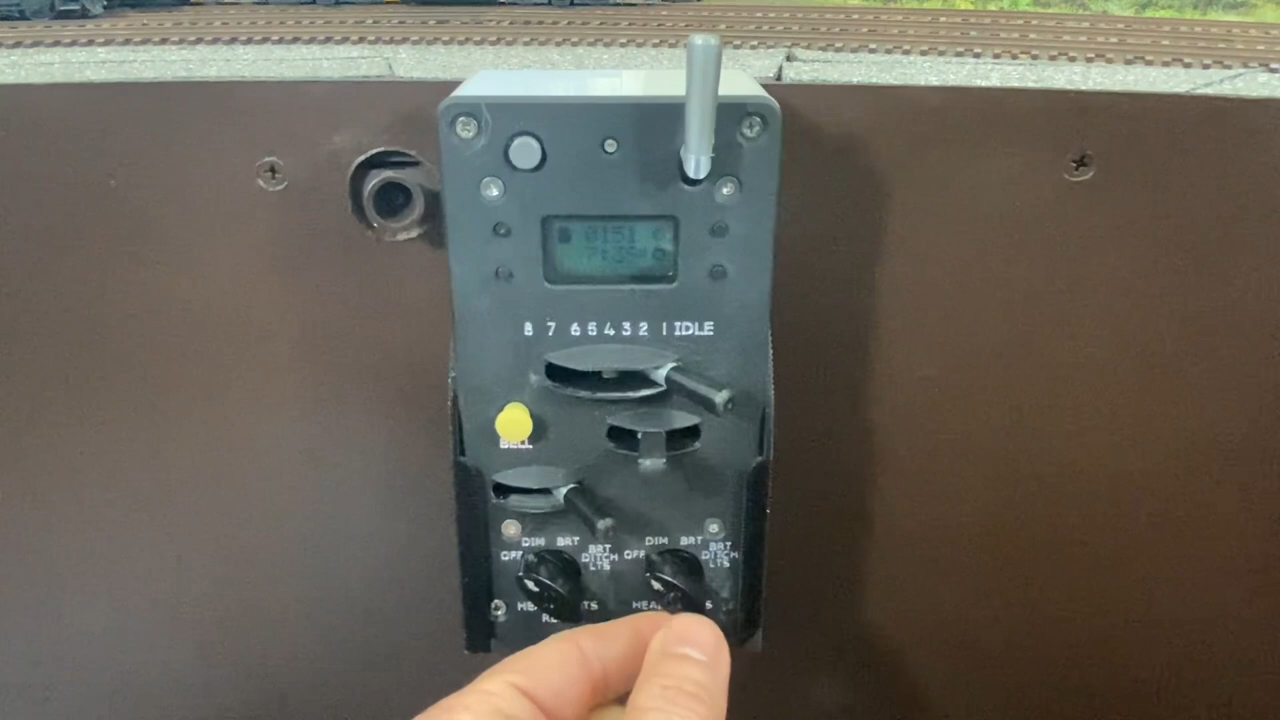 0151
8 7 6 5 4 3 2 1 IDLE
BELL
DIM BRT
OFF
BRT
DITCH
LTS
DIM BRT
OFF
BRT
DITCH
LTS